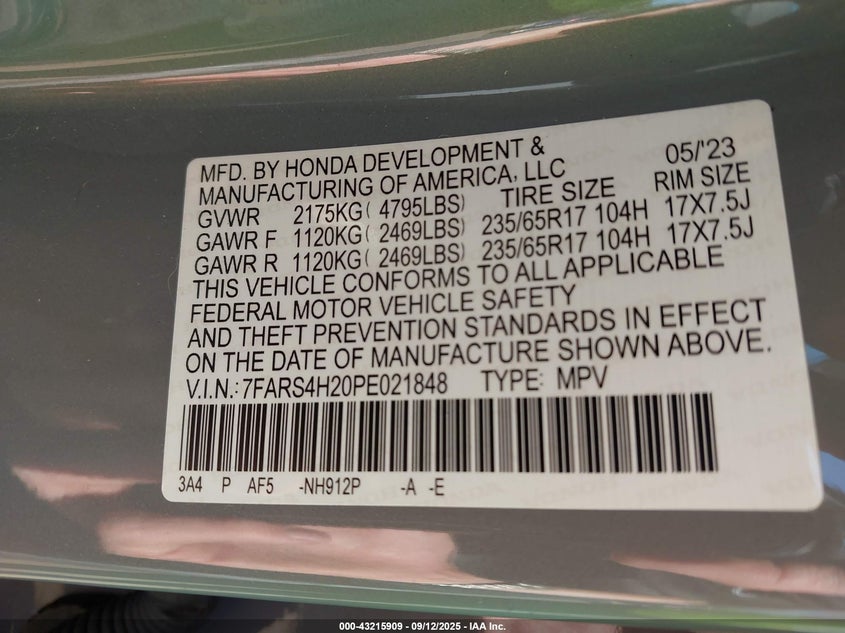 MFD. BY HONDA DEVELOPMENT & 05/'23
MANUFACTURING OF AMERICA, LLC
TIRE SIZE RIM SIZE
GVWR 2175KG( 4795LBS)
GAWR F 1120KG( 2469LBS) 235/65R17 104H 17X7.5J
GAWR R 1120KG( 2469LBS) 235/65R17 104H 17X7.5J
THIS VEHICLE CONFORMS TO ALL APPLICABLE
FEDERAL MOTOR VEHICLE SAFETY
AND THEFT PREVENTION STANDARDS IN EFFECT
ON THE DATE OF MANUFACTURE SHOWN ABOVE.
V.I.N.: 7FARS4H20PE021848 TYPE: MPV
3A4 P AF5 -NH912P -A -E
000-43215909 - 09/12/2025 - IAA Inc.